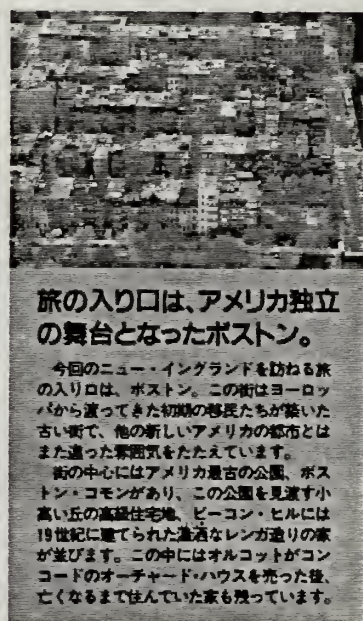 旅の入り口は、アメリカ独立
の舞台となったボストン。
今回のニュー・イングランドを訪ねる旅
の入り口は、ボストン。この街はヨーロッ
パから渡ってきた初期の移民たちが築いた
古い街で、他の新しいアメリカの都市とは
また違った雰囲気をたたえています。
街の中心にはアメリカ最古の公園、ボス
トン・コモンがあり、この公園を見渡す小
高い丘の高級住宅地、ビーコン・ヒルには
19世紀に建てられた瀟洒なレンガ造りの家
が並びます。この中にはオルコットがコン
コードのオーチャード・ハウスを売った後、
亡くなるまで住んでいた家も残っています。